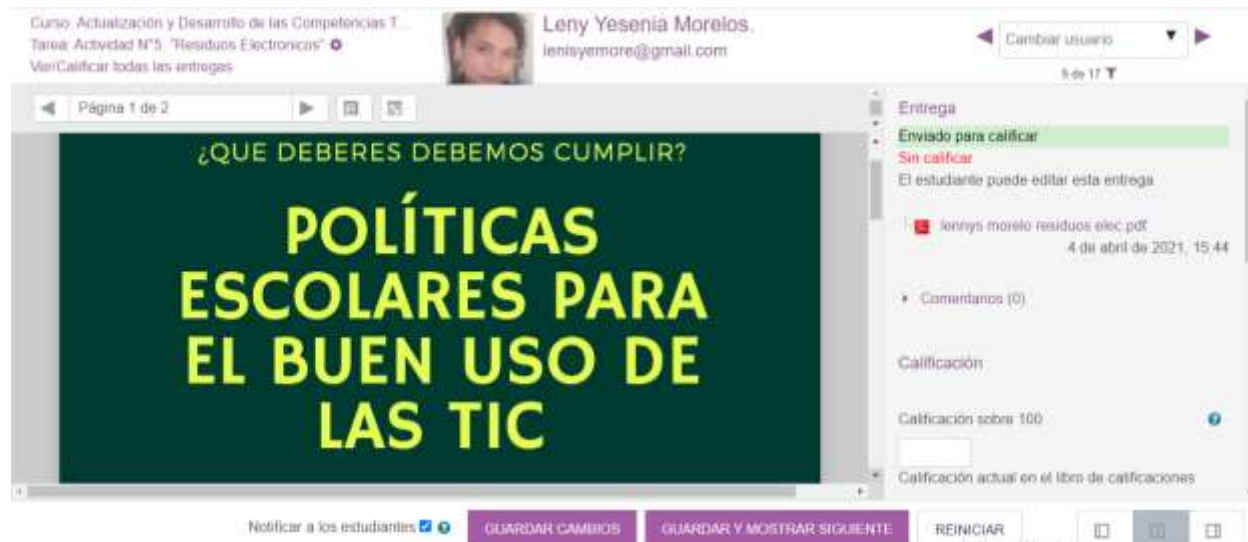 Curso: Actualización y Desarrollo de las Competencias T...
Tarea: Actividad N°5: "Residuos Electronicos"
Ver/Calificar todas las entregas
Leny Yesenia Morelos.
lenisyemore@gmail.com
Cambiar usuario
9 de 17
Página 1 de 2
¿QUE DEBERES DEBEMOS CUMPLIR?
POLÍTICAS
ESCOLARES PARA
EL BUEN USO DE
LAS TIC
Entrega
Enviado para calificar
Sin calificar
El estudiante puede editar esta entrega
lennys morelo residuos elec.pdf
4 de abril de 2021, 15:44
Comentarios (0)
Calificación
Calificación sobre 100
Calificación actual en el libro de calificaciones
Notificar a los estudiantes
GUARDAR CAMBIOS
GUARDAR Y MOSTRAR SIGUIENTE
REINICIAR